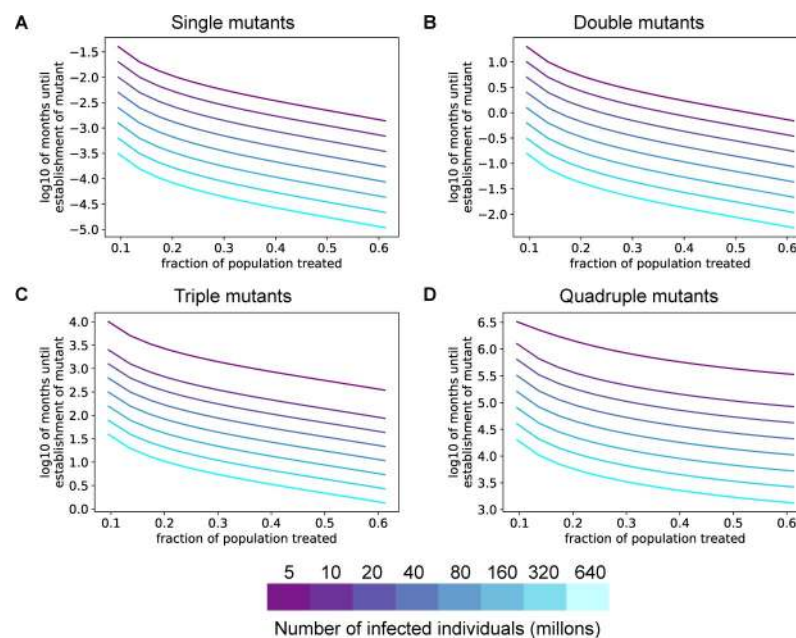 A
Single mutants
log10 of months until
establishment of mutant
−1.5
−2.0
−2.5
−3.0
−3.5
−4.0
−4.5
−5.0
0.1 0.2 0.3 0.4 0.5 0.6
fraction of population treated
B
Double mutants
log10 of months until
establishment of mutant
1.0
0.5
0.0
−0.5
−1.0
−1.5
−2.0
0.1 0.2 0.3 0.4 0.5 0.6
fraction of population treated
C
Triple mutants
log10 of months until
establishment of mutant
4.0
3.5
3.0
2.5
2.0
1.5
1.0
0.5
0.0
0.1 0.2 0.3 0.4 0.5 0.6
fraction of population treated
D
Quadruple mutants
log10 of months until
establishment of mutant
6.5
6.0
5.5
5.0
4.5
4.0
3.5
3.0
0.1 0.2 0.3 0.4 0.5 0.6
fraction of population treated
5 10 20 40 80 160 320 640
Number of infected individuals (millons)